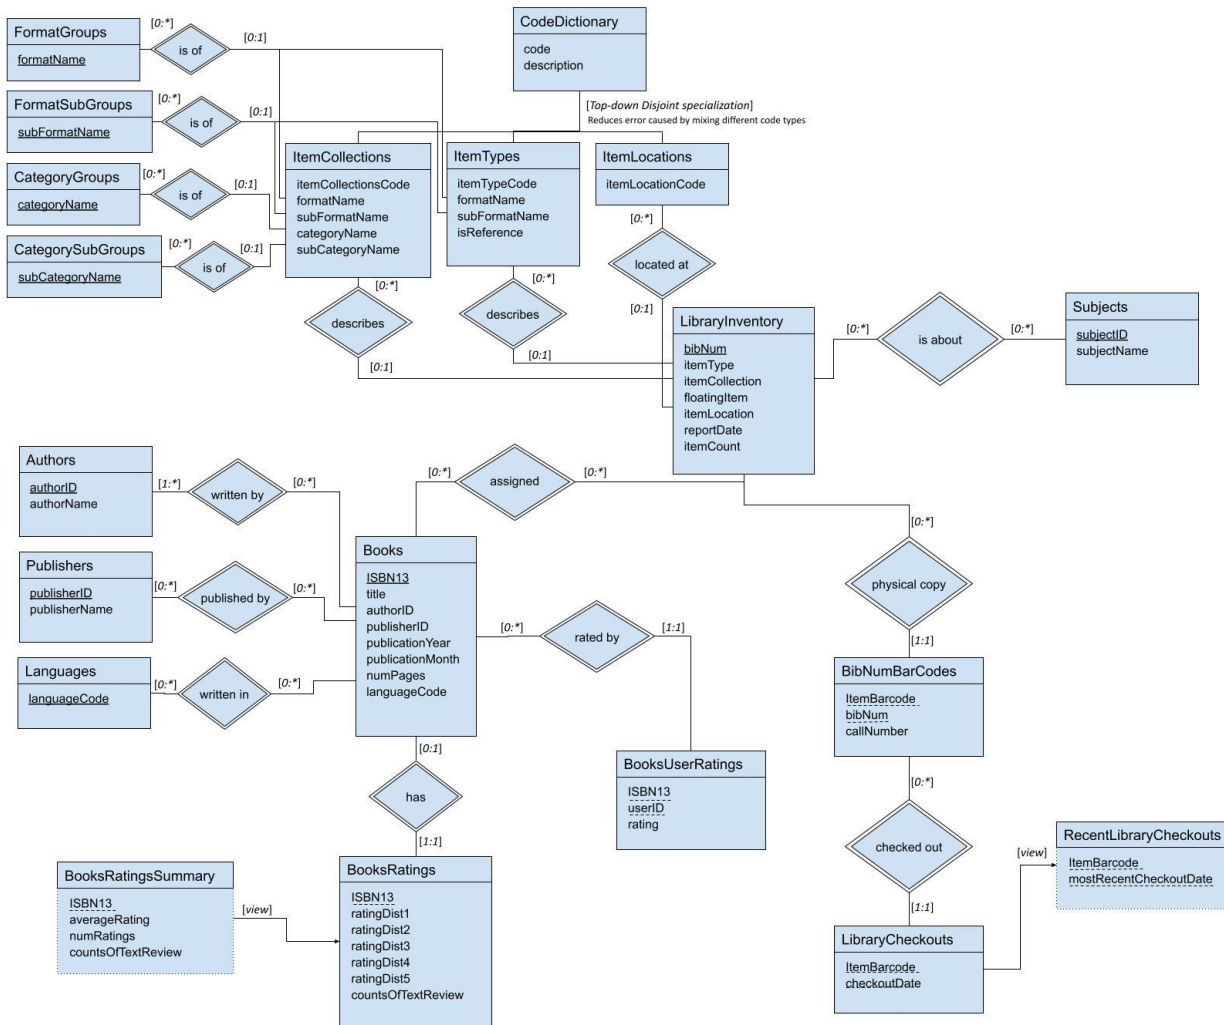 FormatGroups
formatName
[0:*]
is of
[0:1]
CodeDictionary
code
description
[Top-down Disjoint specialization]
Reduces error caused by mixing different code types
FormatSubGroups
subFormatName
[0:*]
is of
[0:1]
CategoryGroups
categoryName
[0:*]
is of
[0:1]
CategorySubGroups
subCategoryName
[0:*]
is of
[0:1]
ItemCollections
itemCollectionsCode
formatName
subFormatName
categoryName
subCategoryName
ItemTypes
itemTypeCode
formatName
subFormatName
isReference
ItemLocations
itemLocationCode
[0:*]
describes
[0:1]
[0:*]
describes
[0:1]
[0:*]
located at
[0:1]
LibraryInventory
bibNum
itemType
itemCollection
floatingItem
itemLocation
reportDate
itemCount
[0:*]
is about
[0:*]
Subjects
subjectID
subjectName
Authors
authorID
authorName
[1:*]
written by
[0:*]
[0:*]
assigned
[0:*]
Publishers
publisherID
publisherName
[0:*]
published by
[0:*]
Languages
languageCode
[0:*]
written in
[0:*]
Books
ISBN13
title
authorID
publisherID
publicationYear
publicationMonth
numPages
languageCode
[0:*]
rated by
[1:1]
[0:*]
physical copy
[1:1]
BibNumBarCodes
ItemBarcode
bibNum
callNumber
BooksUserRatings
ISBN13
userID
rating
[0:1]
has
[1:1]
[0:*]
checked out
[1:1]
BooksRatingsSummary
ISBN13
averageRating
numRatings
countsOfTextReview
[view]
BooksRatings
ISBN13
ratingDist1
ratingDist2
ratingDist3
ratingDist4
ratingDist5
countsOfTextReview
LibraryCheckouts
ItemBarcode
checkoutDate
[view]
RecentLibraryCheckouts
ItemBarcode
mostRecentCheckoutDate